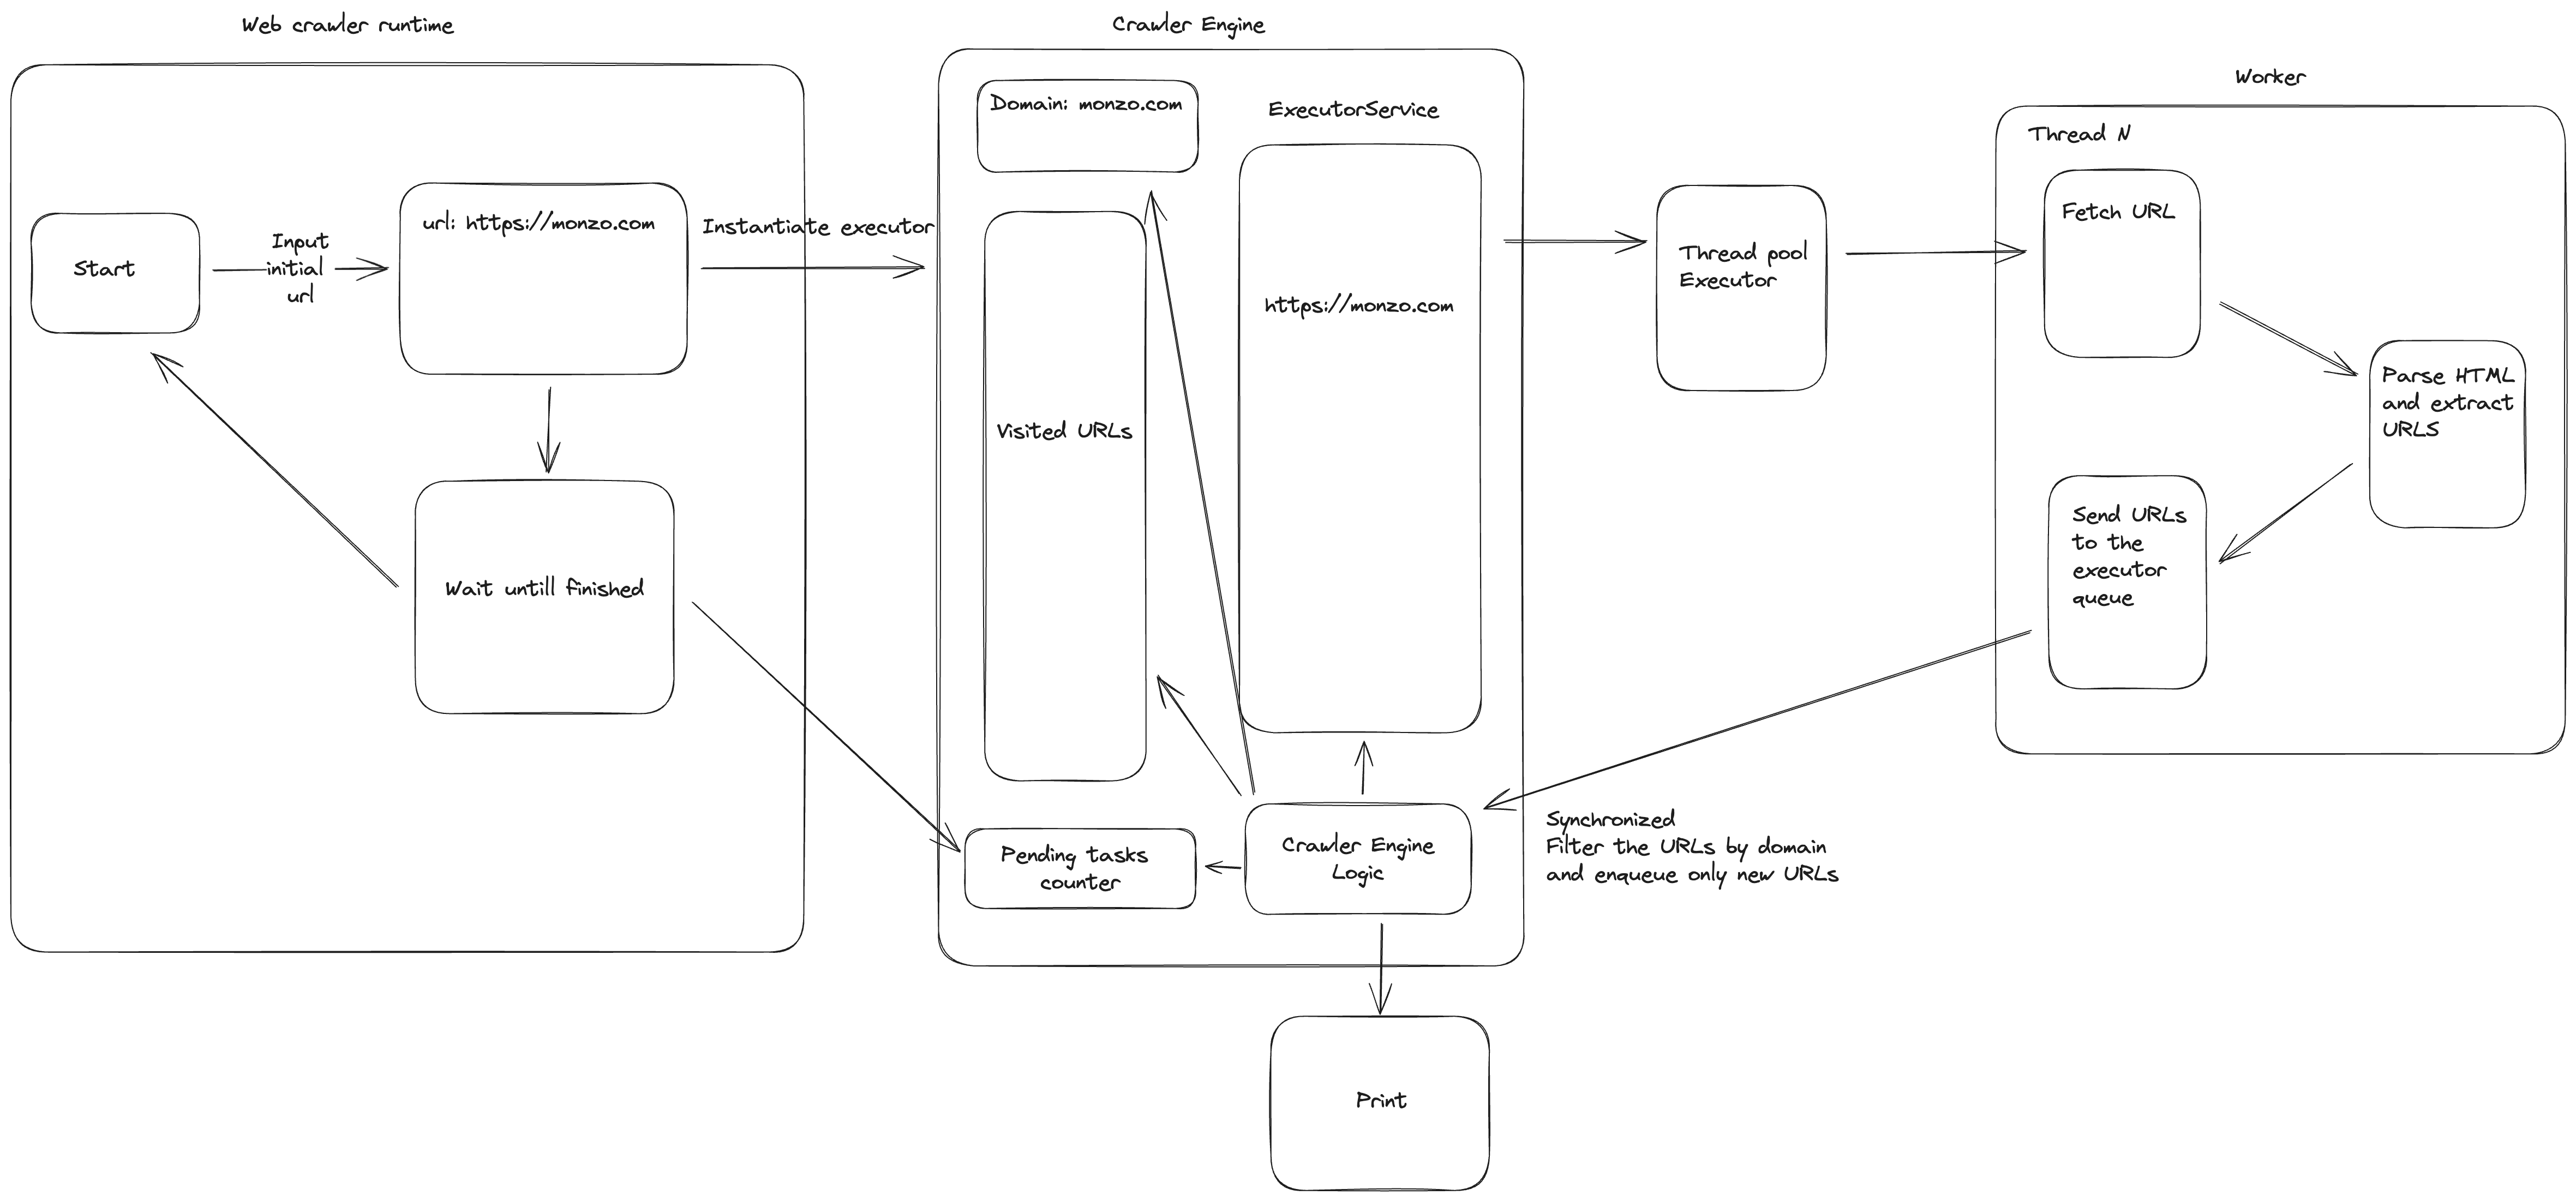 Web crawler runtime
Start
Input
initial
url
url: https://monzo.com
Wait untill finished
Instantiate executor
Crawler Engine
Domain: monzo.com
Visited URLs
ExecutorService
https://monzo.com
Pending tasks
counter
Crawler Engine
Logic
Print
Thread pool
Executor
Worker
Thread N
Fetch URL
Parse HTML
and extract
URLS
Send URLs
to the
executor
queue
Synchronized
Filter the URLs by domain
and enqueue only new URLs